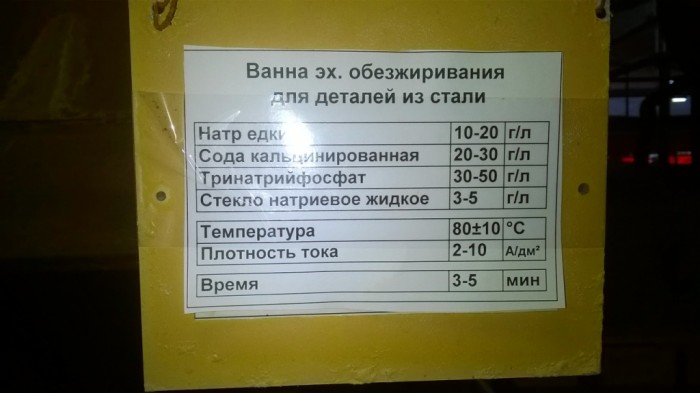 Ванна эх. обезжиривания
для деталей из стали
Натр едки 10-20 г/л
Сода кальцинированная 20-30 г/л
Тринатрийфосфат 30-50 г/л
Стекло натриевое жидкое 3-5 г/л
Температура 80±10 °С
Плотность тока 2-10 А/дм²
Время 3-5 мин